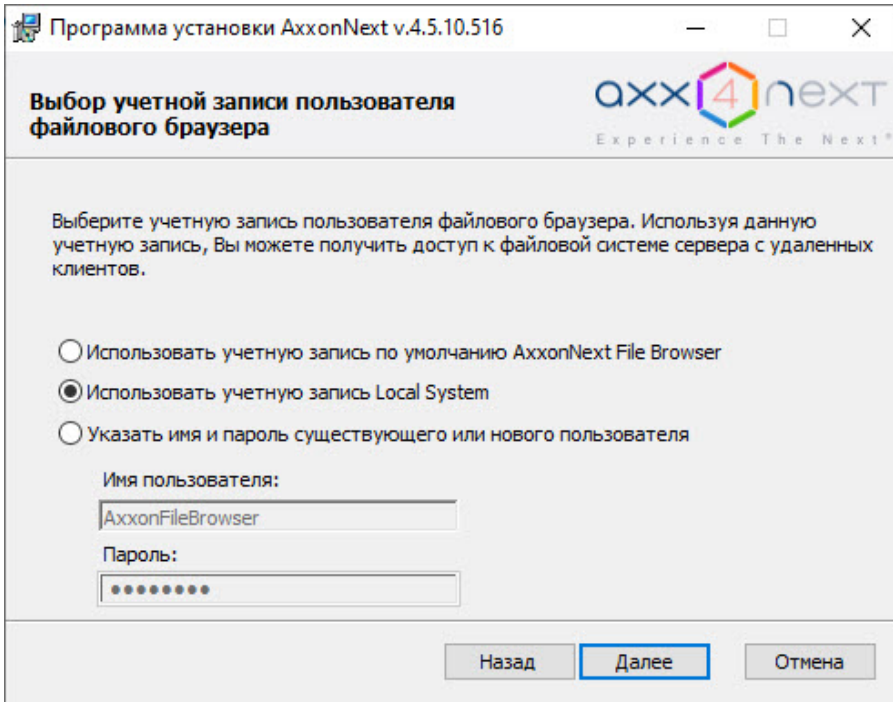 Программа установки AxxonNext v.4.5.10.516
Выбор учетной записи пользователя
файлового браузера
axx4next
Experience The Next®
Выберите учетную запись пользователя файлового браузера. Используя данную
учетную запись, Вы можете получить доступ к файловой системе сервера с удаленных
клиентов.
Использовать учетную запись по умолчанию AxxonNext File Browser
Использовать учетную запись Local System
Указать имя и пароль существующего или нового пользователя
Имя пользователя:
AxxonFileBrowser
Пароль:
●●●●●●●●
Назад
Далее
Отмена